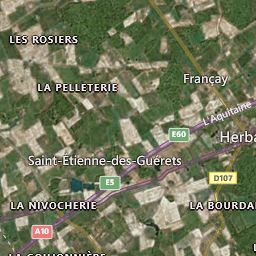 LES ROSIERS
Françay
LA PELLETERIE
L'Aquitaine
E60
Herba
Saint-Étienne-des-Guérets
E5
D107
LA NIVOCHERIE
LA BOURDA
A10